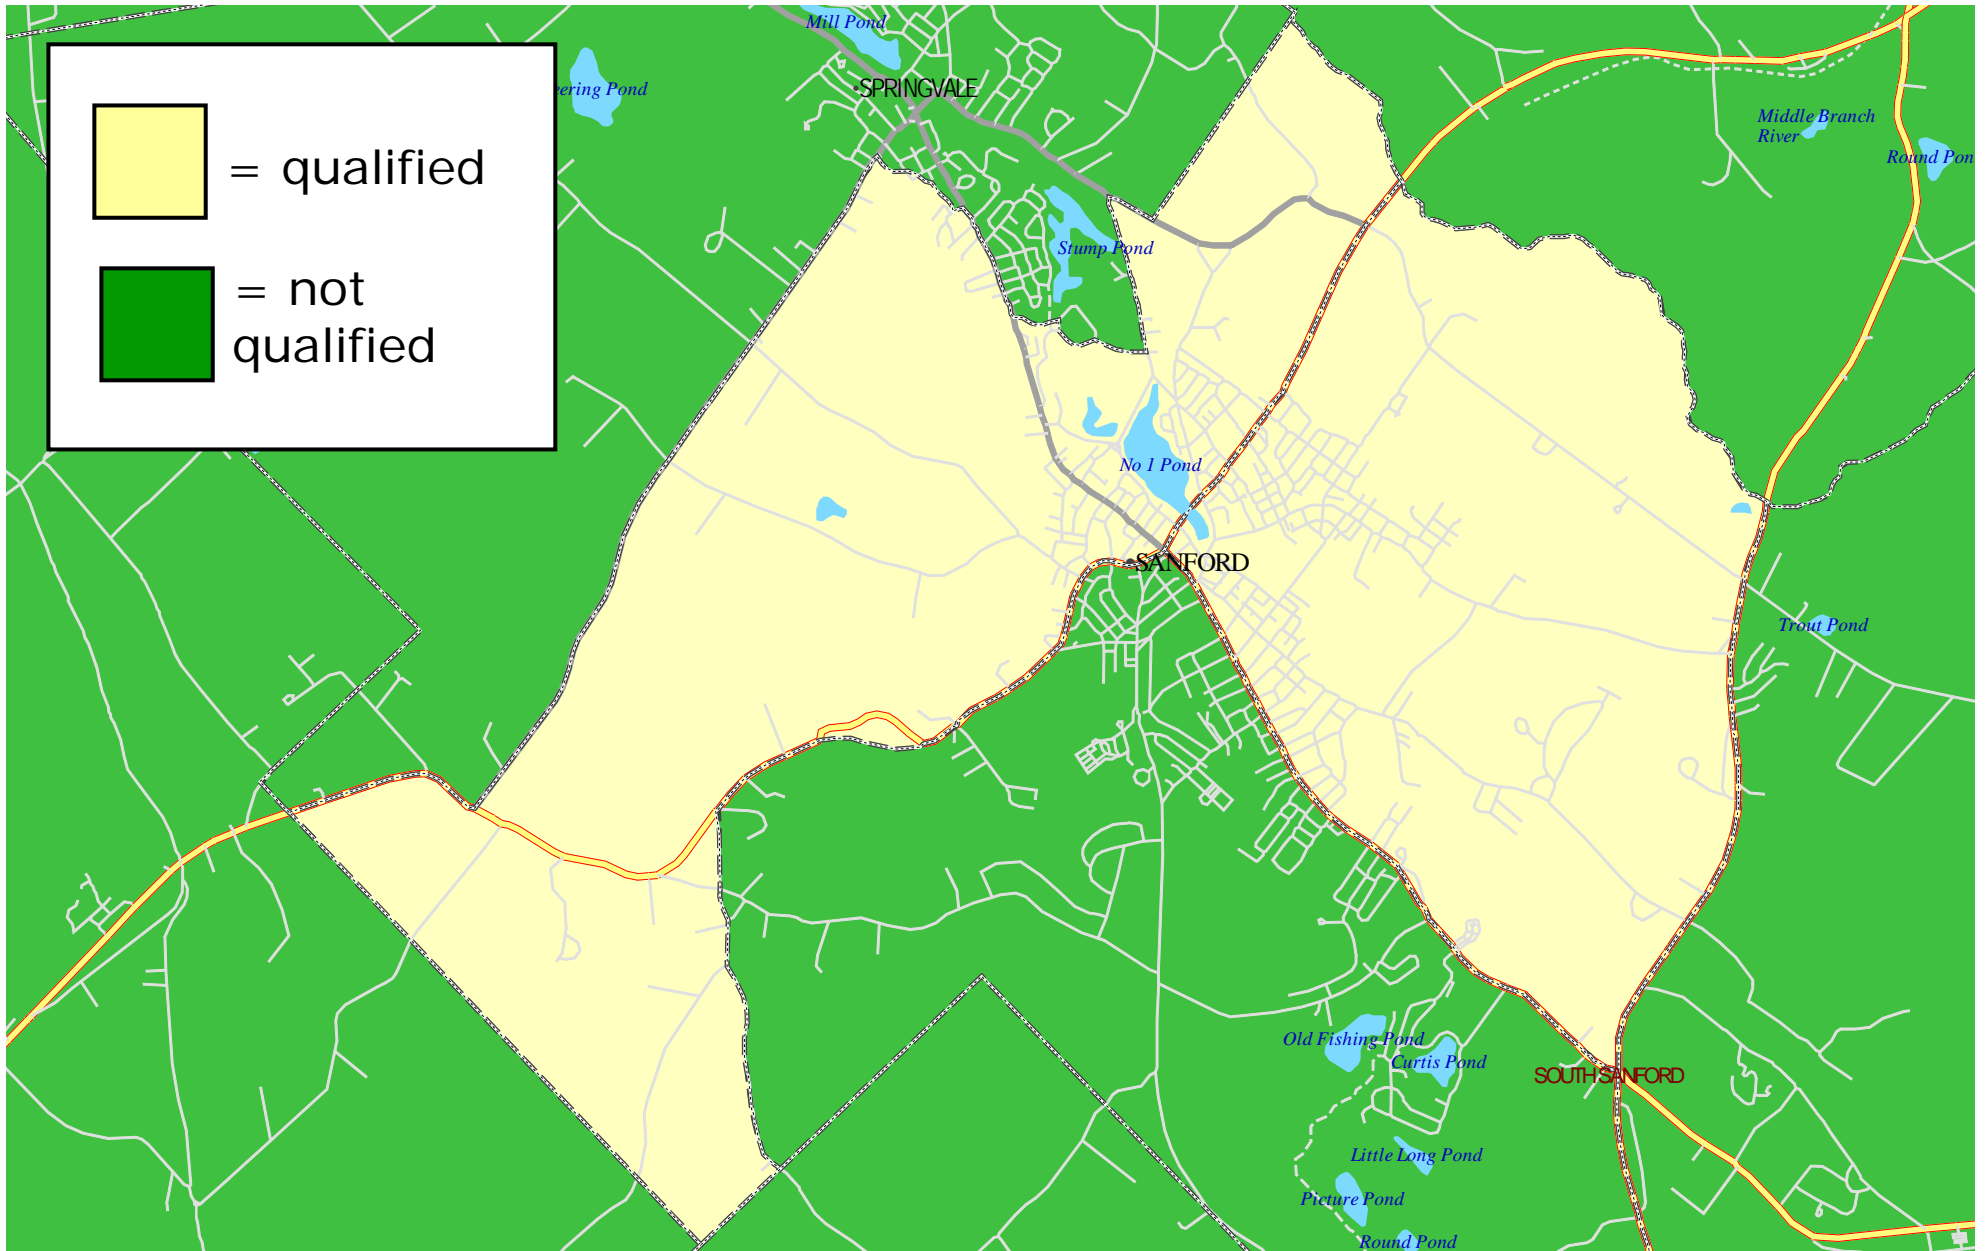 Mill Pond
ering Pond
SPRINGVALE
= qualified
= not
qualified
Middle Branch
River
Round Pon
Stump Pond
No 1 Pond
SANFORD
Trout Pond
Old Fishing Pond
Curtis Pond
SOUTH SANFORD
Little Long Pond
Picture Pond
Round Pond